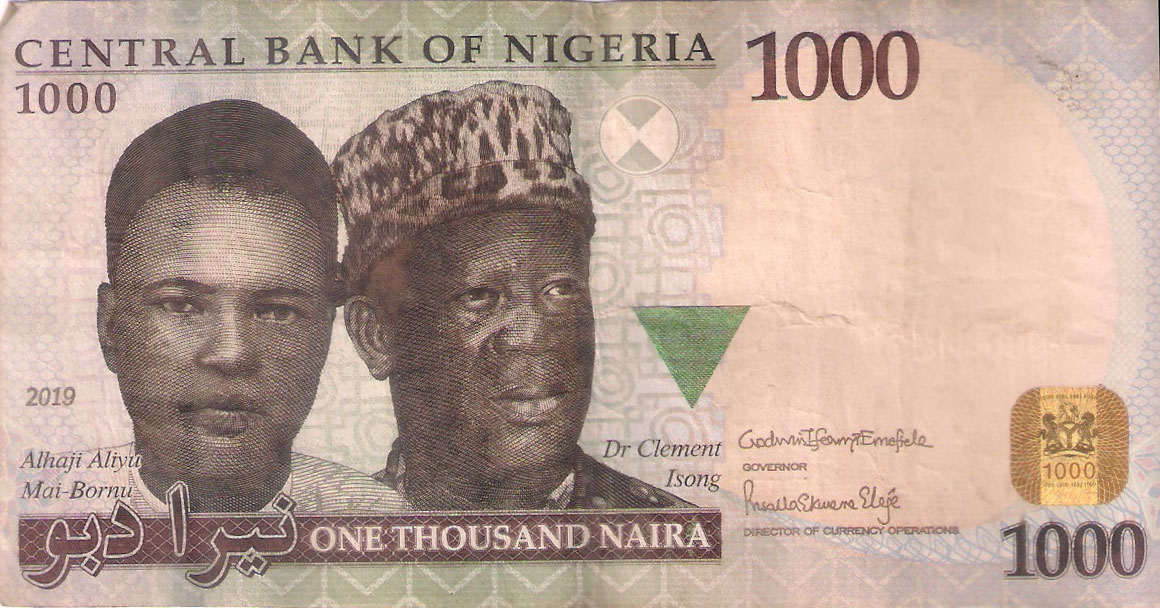 CENTRAL BANK OF NIGERIA
1000
1000
2019
Alhaji Aliyu
Mai-Bornu
Dr Clement
Isong
Godwin Ifeanyi Emefiele
GOVERNOR
Priscilla Ekwere Eleje
DIRECTOR OF CURRENCY OPERATIONS
1000
نيرا دبو
ONE THOUSAND NAIRA
1000